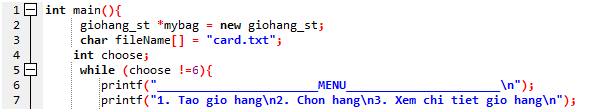 1 int main(){
2 giohang_st *mybag = new giohang_st;
3 char fileName[] = "card.txt";
4 int choose;
5 while (choose !=6){
6 printf("__________________________MENU__________________________\n");
7 printf("1. Tao gio hang\n2. Chon hang\n3. Xem chi tiet gio hang\n");